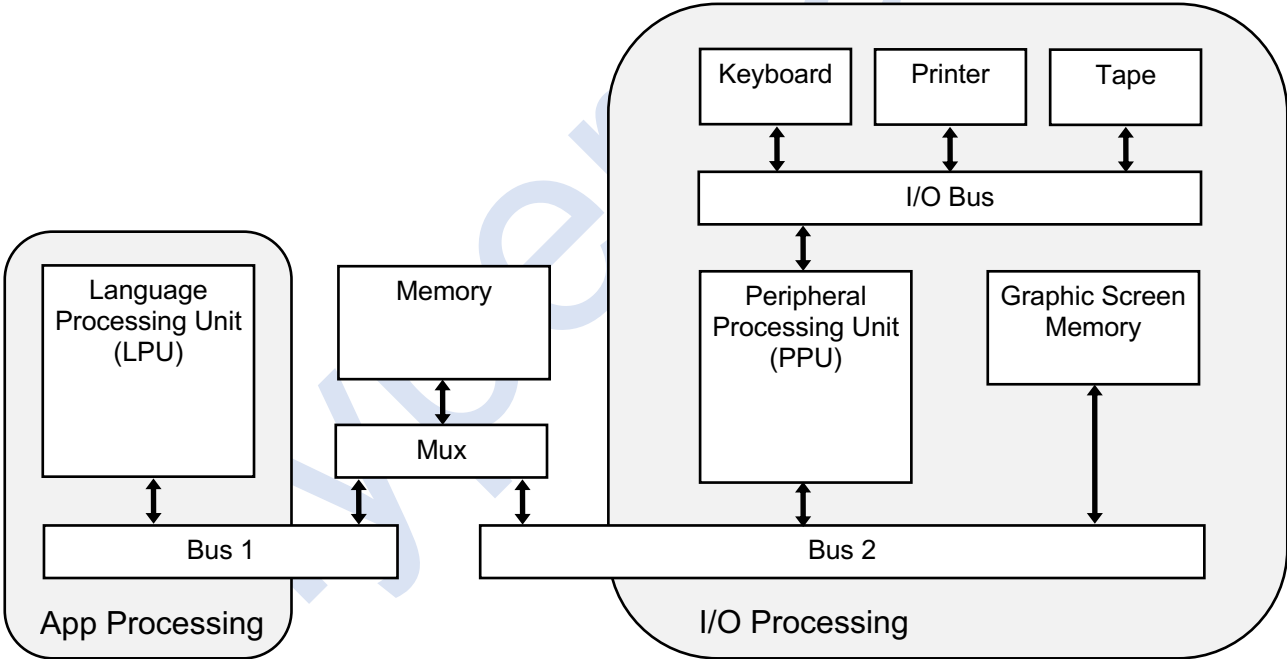 Keyboard
Printer
Tape
I/O Bus
Language
Processing Unit
(LPU)
Memory
Peripheral
Processing Unit
(PPU)
Graphic Screen
Memory
Mux
Bus 1
Bus 2
App Processing
I/O Processing